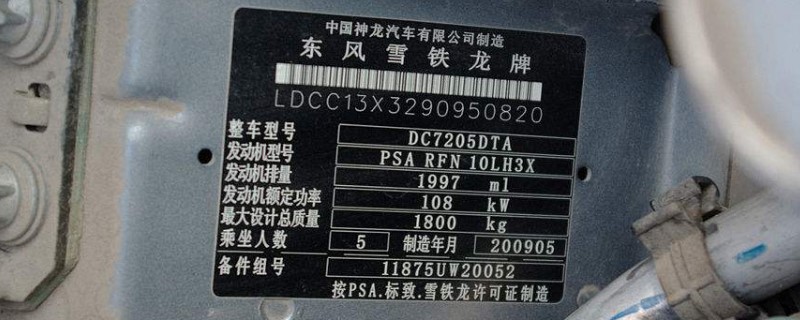 中国神龙汽车有限公司制造
东风雪铁龙牌
LDCC13X3290950820
整车型号 DC7205DTA
发动机型号 PSA RFN 10LH3X
发动机排量 1997 ml
发动机额定功率 108 kW
最大设计总质量 1800 kg
乘坐人数 5 制造年月 200905
备件组号 11875UW20052
按PSA.标致.雪铁龙许可证制造